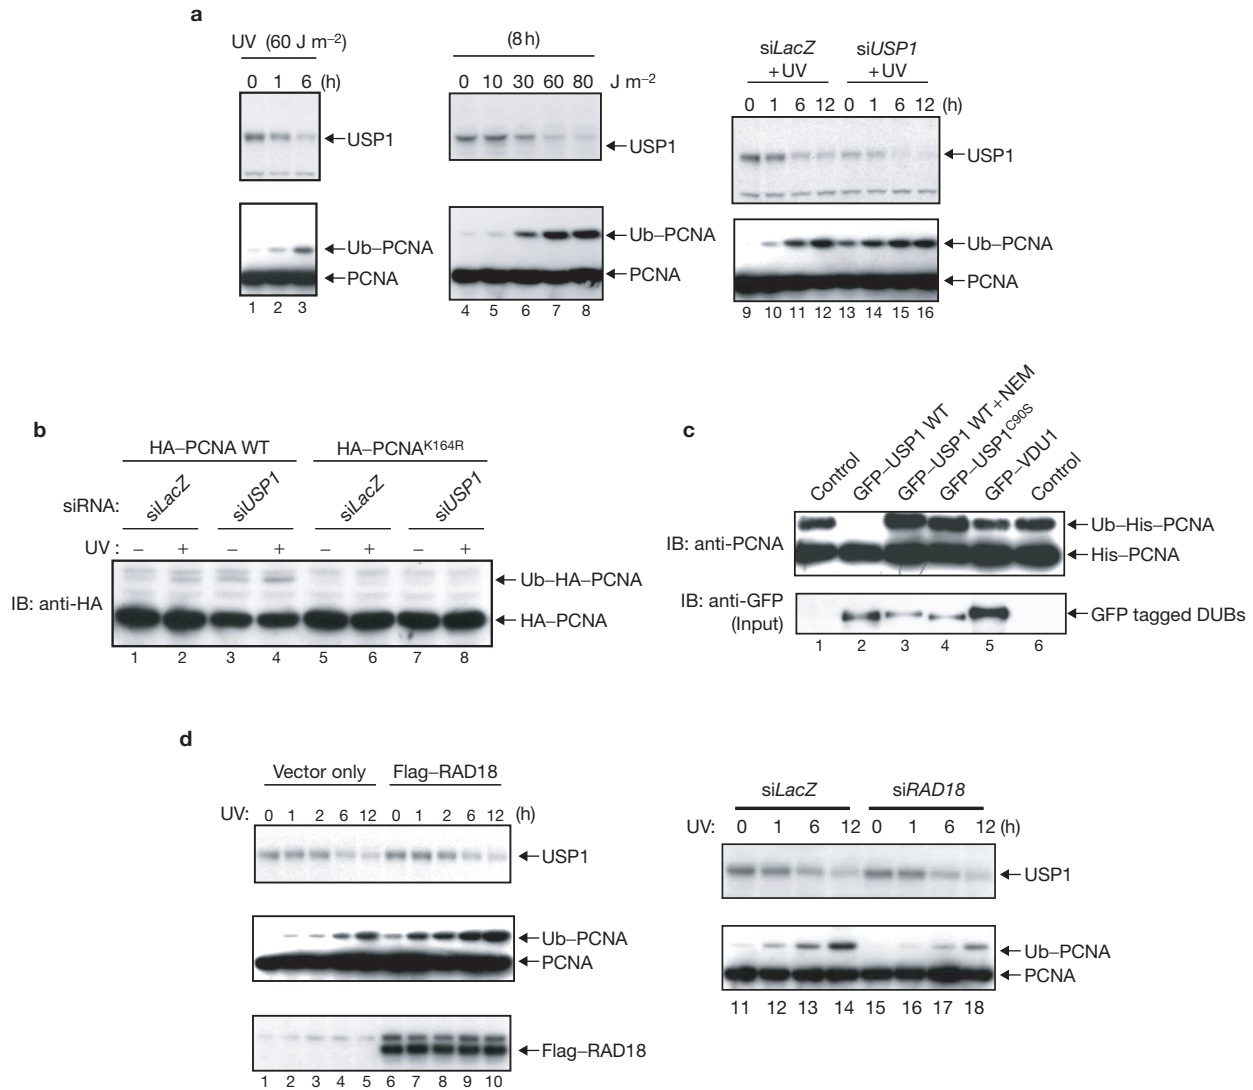 a
UV (60 J m–2)
0 1 6 (h)
USP1
Ub–PCNA
PCNA
1 2 3
(8 h)
0 10 30 60 80 J m–2
USP1
Ub–PCNA
PCNA
4 5 6 7 8
siLacZ + UV
siUSP1 + UV
0 1 6 12 0 1 6 12 (h)
USP1
Ub–PCNA
PCNA
9 10 11 12 13 14 15 16
b
HA–PCNA WT HA–PCNAK164R
siRNA: siLacZ siUSP1 siLacZ siUSP1
UV : – + – + – + – +
IB: anti-HA
Ub–HA–PCNA
HA–PCNA
1 2 3 4 5 6 7 8
c
Control
GFP–USP1 WT
GFP–USP1 WT + NEM
GFP–USP1C90S
GFP–VDU1
Control
IB: anti-PCNA
Ub–His–PCNA
His–PCNA
IB: anti-GFP
(Input)
GFP tagged DUBs
1 2 3 4 5 6
d
Vector only Flag–RAD18
UV: 0 1 2 6 12 0 1 2 6 12 (h)
USP1
Ub–PCNA
PCNA
Flag–RAD18
1 2 3 4 5 6 7 8 9 10
siLacZ siRAD18
UV: 0 1 6 12 0 1 6 12 (h)
USP1
Ub–PCNA
PCNA
11 12 13 14 15 16 17 18